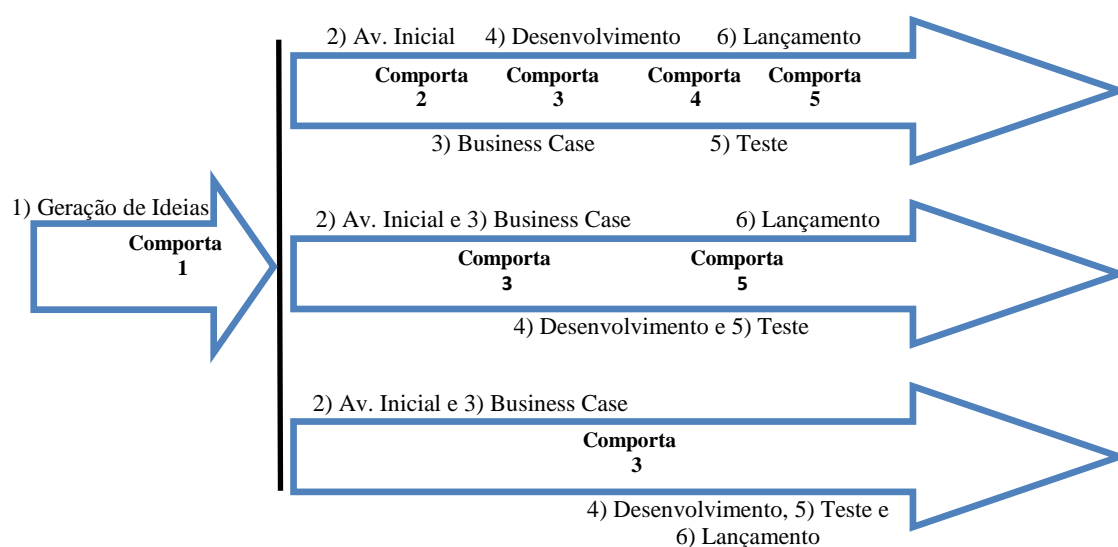 1) Geração de Ideias
Comporta
1
2) Av. Inicial
4) Desenvolvimento
6) Lançamento
Comporta
2
Comporta
3
Comporta
4
Comporta
5
3) Business Case
5) Teste
2) Av. Inicial e 3) Business Case
6) Lançamento
Comporta
3
Comporta
5
4) Desenvolvimento e 5) Teste
2) Av. Inicial e 3) Business Case
Comporta
3
4) Desenvolvimento, 5) Teste e
6) Lançamento